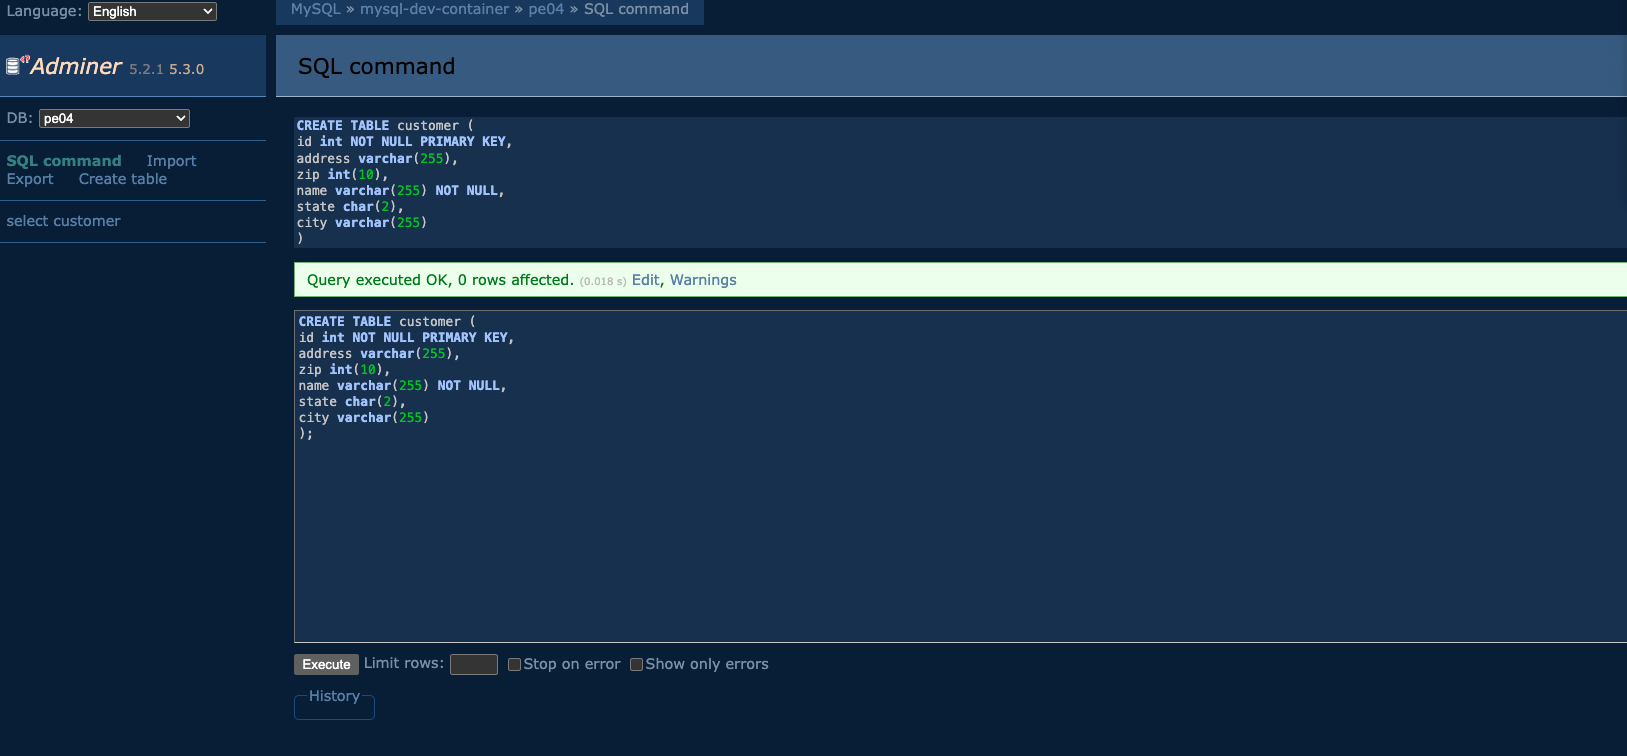 Language: English
MySQL » mysql-dev-container » pe04 » SQL command
Adminer 5.2.1 5.3.0
SQL command
DB: pe04
SQL command Import
Export Create table
select customer
CREATE TABLE customer (
id int NOT NULL PRIMARY KEY,
address varchar(255),
zip int(10),
name varchar(255) NOT NULL,
state char(2),
city varchar(255)
)
Query executed OK, 0 rows affected. (0.018 s) Edit, Warnings
CREATE TABLE customer (
id int NOT NULL PRIMARY KEY,
address varchar(255),
zip int(10),
name varchar(255) NOT NULL,
state char(2),
city varchar(255)
);
Execute Limit rows: Stop on error Show only errors
History